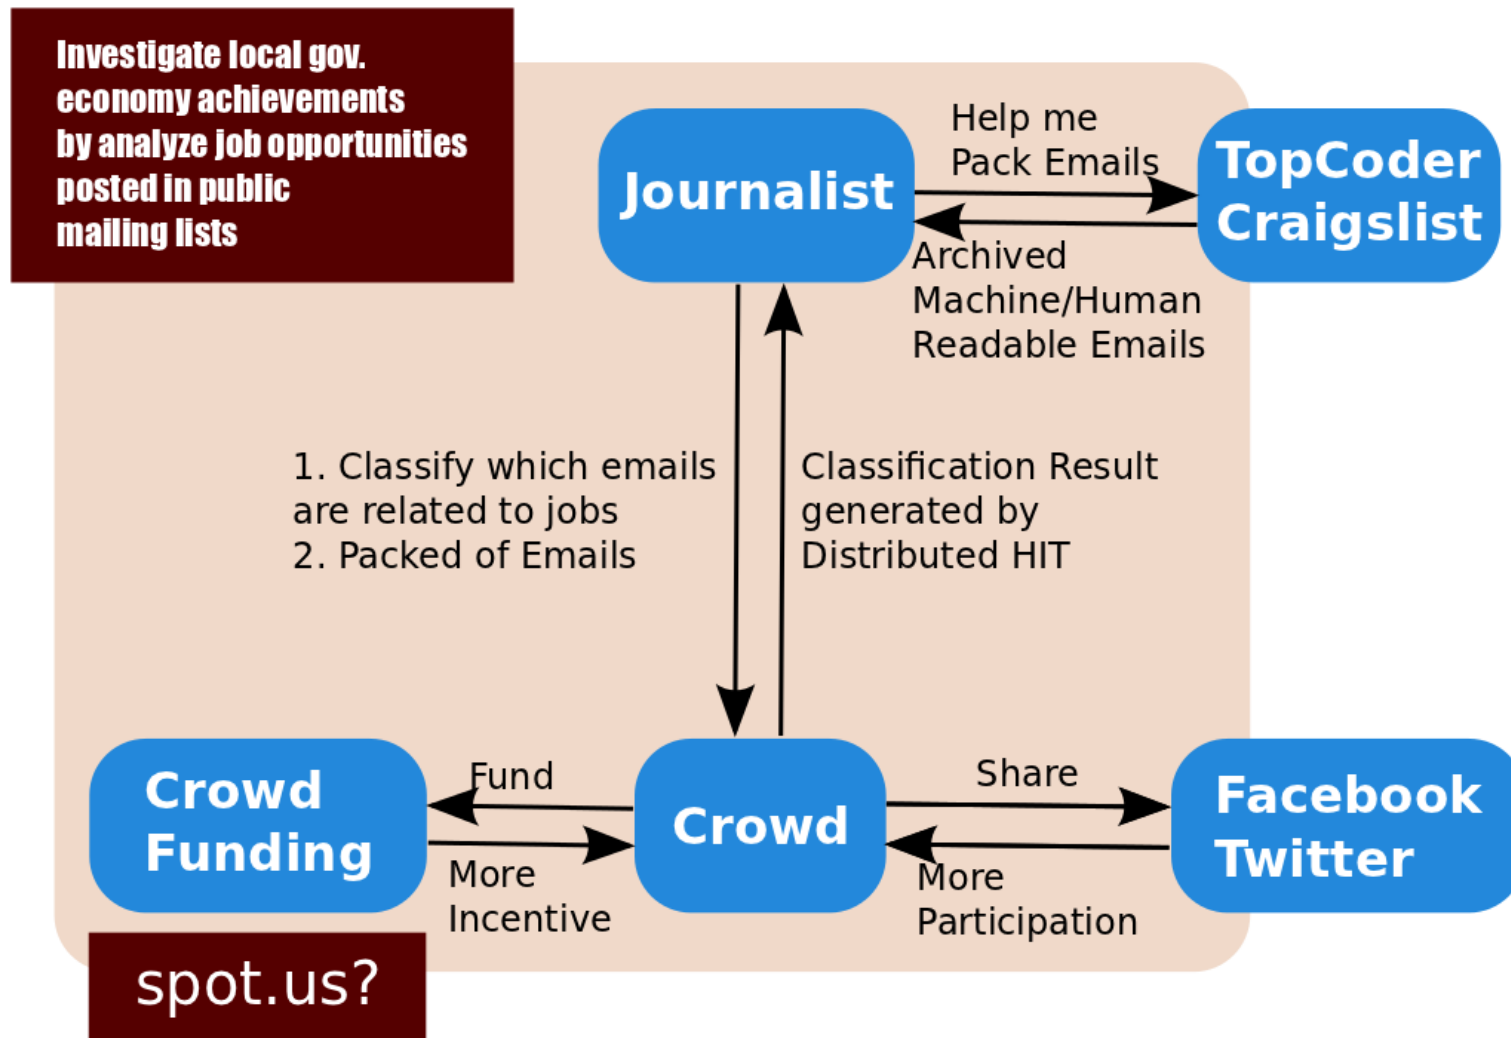 Investigate local gov.
economy achievements
by analyze job opportunities
posted in public
mailing lists
Journalist
Help me
Pack Emails
TopCoder
Craigslist
Archived
Machine/Human
Readable Emails
1. Classify which emails
are related to jobs
2. Packed of Emails
Classification Result
generated by
Distributed HIT
Crowd
Funding
Fund
More
Incentive
Crowd
Share
More
Participation
Facebook
Twitter
spot.us?